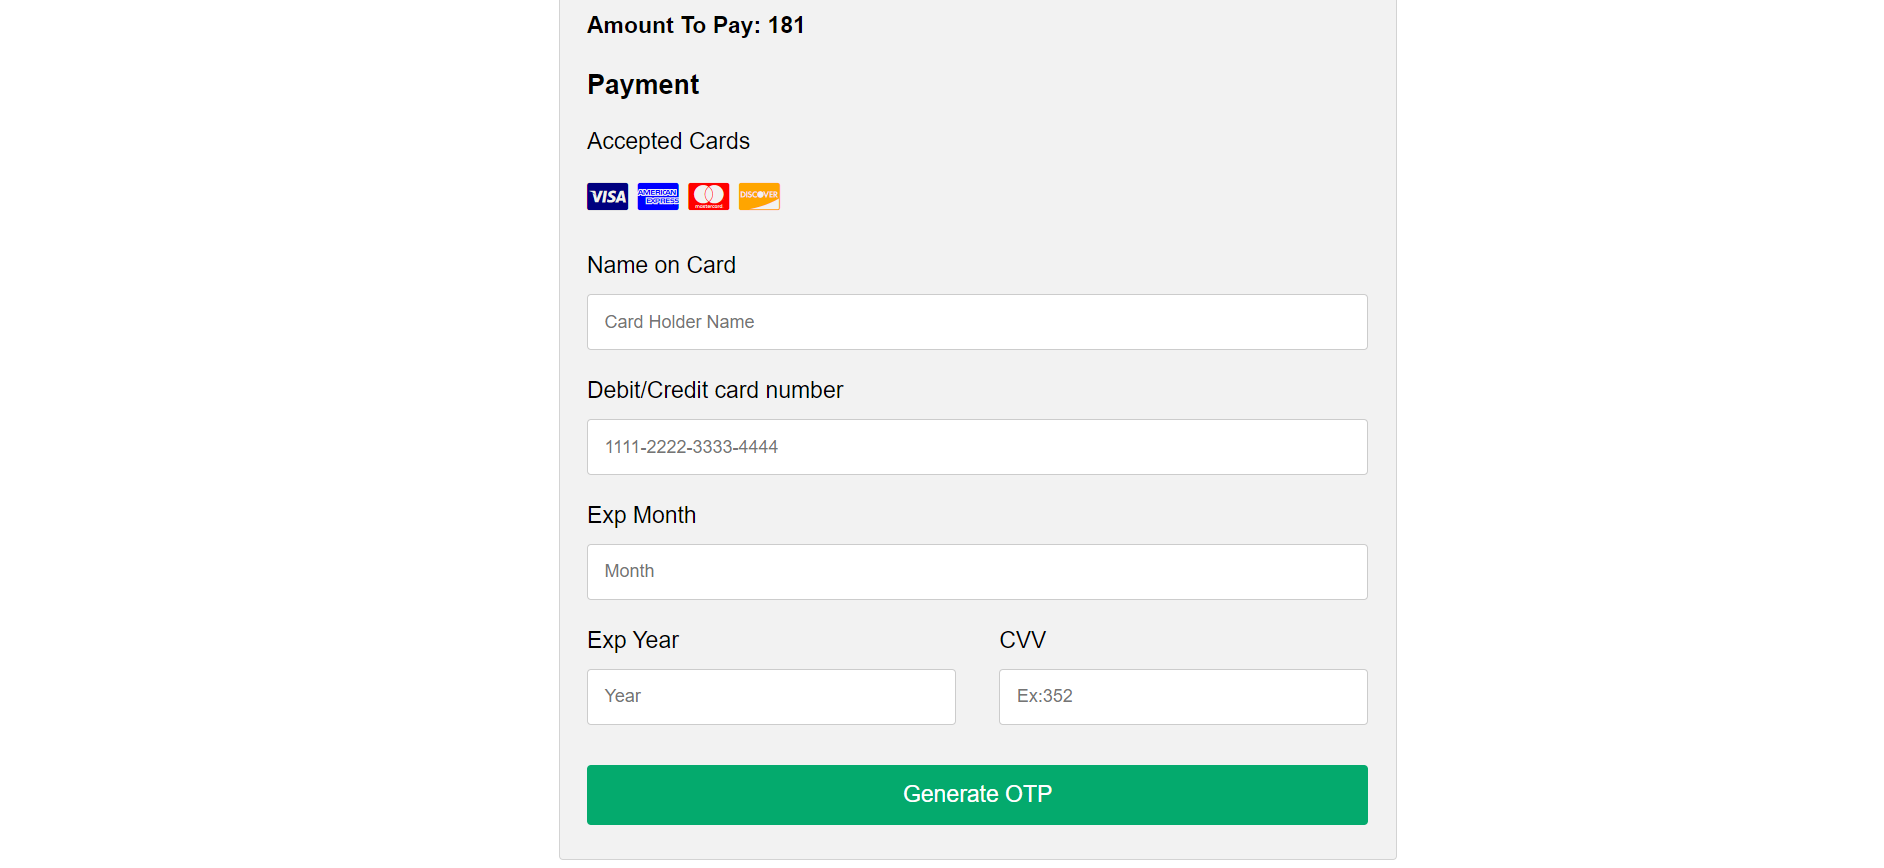 Amount To Pay: 181
Payment
Accepted Cards
VISA AMERICAN EXPRESS mastercard DISCOVER
Name on Card
Card Holder Name
Debit/Credit card number
1111-2222-3333-4444
Exp Month
Month
Exp Year CVV
Year Ex:352
Generate OTP